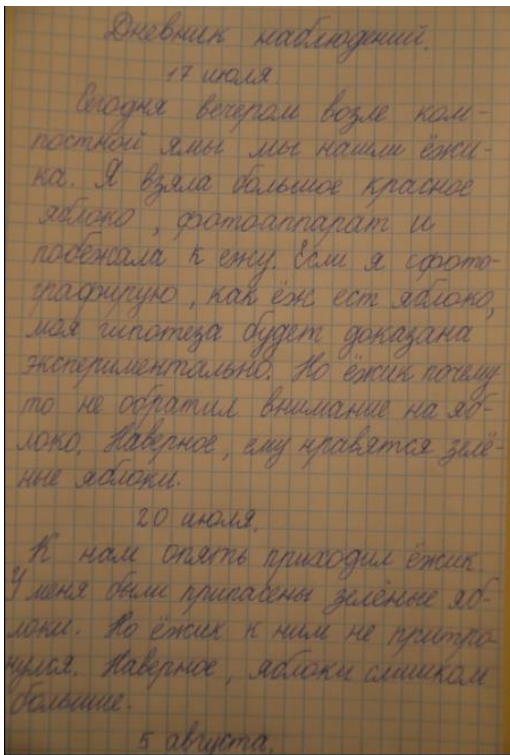 Дневник наблюдений.
17 июля
Сегодня вечером возле ком-
постной ямы мы нашли ёжи-
ка. Я взяла большое красное
яблоко, фотоаппарат и
побежала к ежу. Если я сфото-
графирую, как ёж ест яблоко,
моя гипотеза будет доказана
экспериментально. Но ёжик почему
то не обратил внимание на яб-
локо. Наверное, ему нравятся зелё-
ные яблоки.
20 июля.
К нам опять приходил ёжик.
У меня были припасены зелёные яб-
локи. Но ёжик к ним не притро-
нулся. Наверное, яблоки слишком
большие.
5 августа.